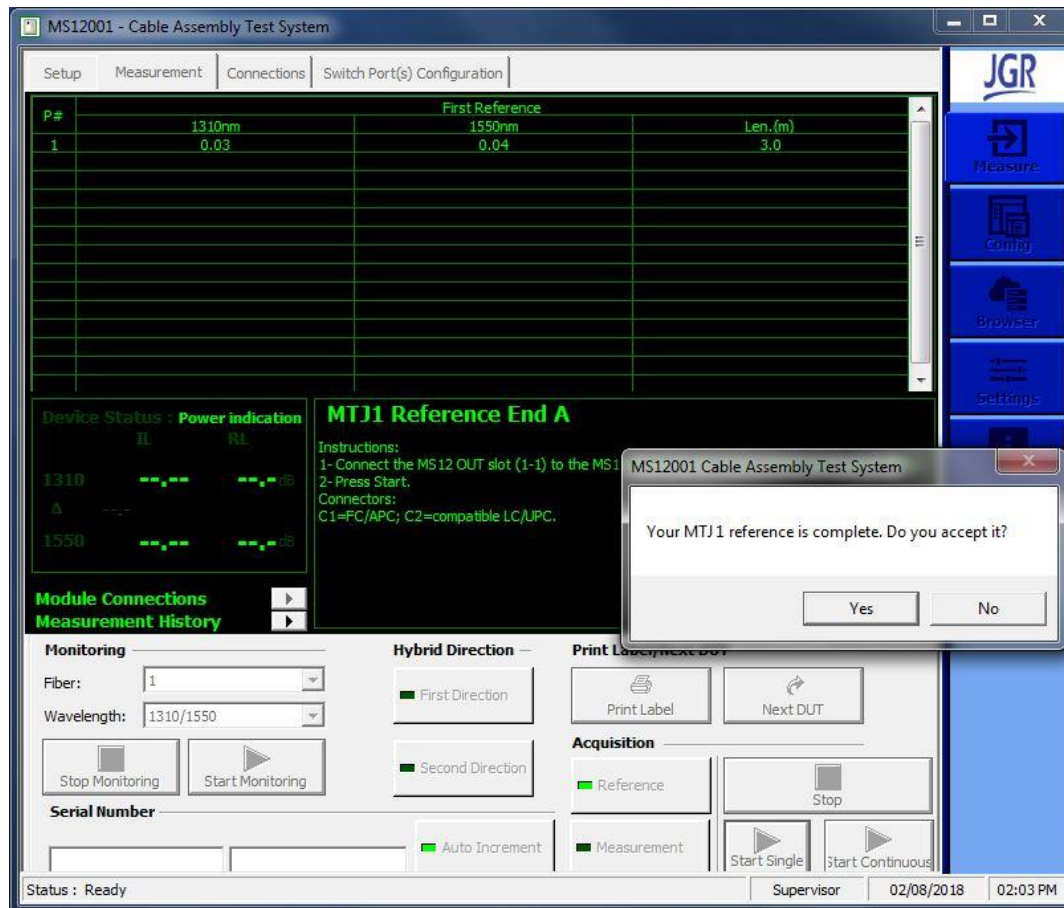 MS12001 - Cable Assembly Test System
Setup Measurement Connections Switch Port(s) Configuration
JGR
P# First Reference
1310nm 1550nm Len.(m)
1 0.03 0.04 3.0
Measure
Config
Browser
Settings
Device Status : Power indication
IL RL
1310 --.-- --.- dB
Δ --.-
1550 --.-- --.- dB
Module Connections
Measurement History
MTJ1 Reference End A
Instructions:
1- Connect the MS12 OUT slot (1-1) to the MS1
2- Press Start.
Connectors:
C1=FC/APC; C2=compatible LC/UPC.
MS12001 Cable Assembly Test System
Your MTJ1 reference is complete. Do you accept it?
Yes No
Monitoring
Fiber: 1
Wavelength: 1310/1550
Stop Monitoring Start Monitoring
Hybrid Direction
First Direction
Second Direction
Print Label/Next DUT
Print Label Next DUT
Acquisition
Reference Stop
Measurement Start Single Start Continuous
Serial Number
Auto Increment
Status : Ready Supervisor 02/08/2018 02:03 PM